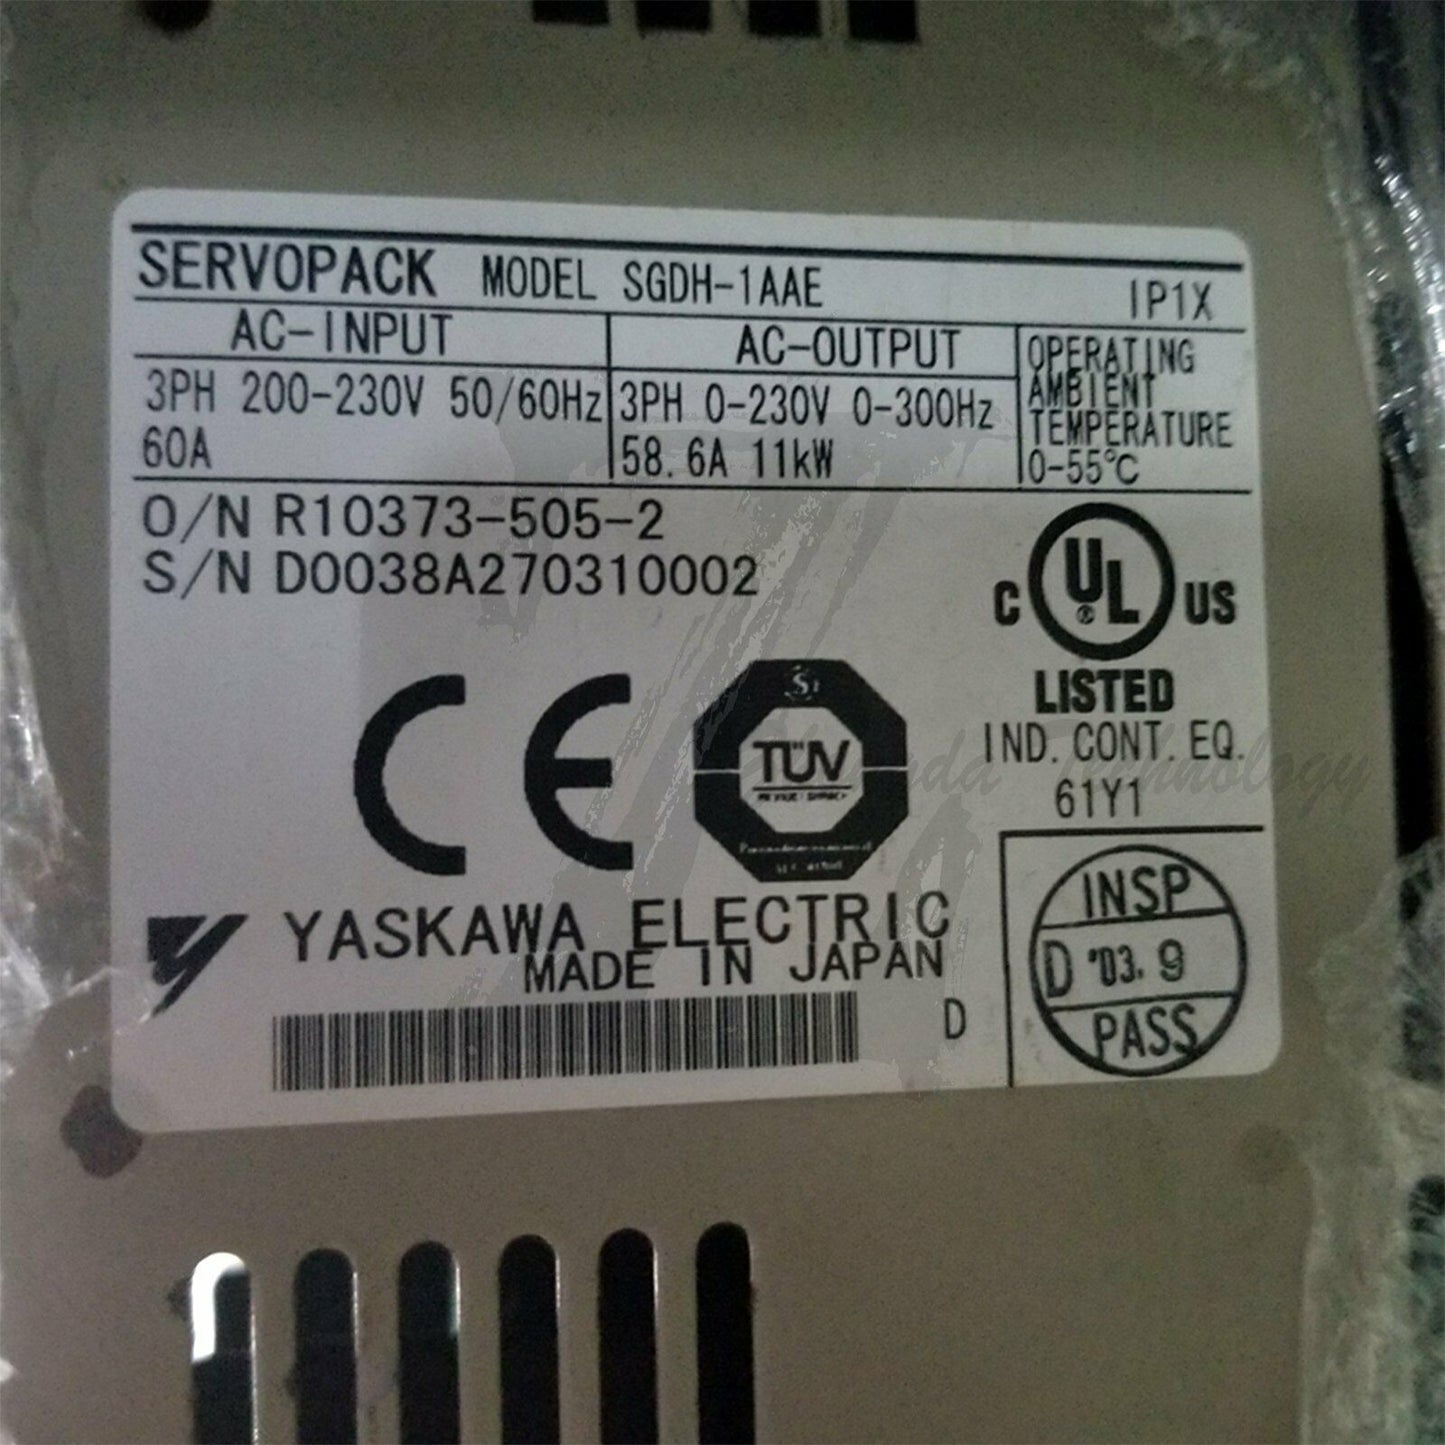 SERVOPACK MODEL SGDH-1AAE IP1X
AC-INPUT
3PH 200-230V 50/60Hz
60A
AC-OUTPUT
3PH 0-230V 0-300Hz
58.6A 11kW
OPERATING
AMBIENT
TEMPERATURE
0-55℃
O/N R10373-505-2
S/N D0038A270310002
C UL ® US
LISTED
IND. CONT. EQ.
61Y1
CE
TÜV
YASKAWA ELECTRIC
MADE IN JAPAN
D
INSP
D '03. 9
PASS
Technology